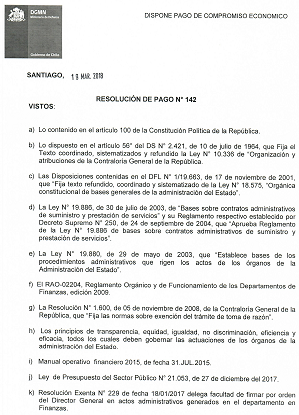 DGMN
Ministerio de Defensa
Gobierno de Chile
DISPONE PAGO DE COMPROMISO ECONOMICO
SANTIAGO, 19 MAR. 2018
RESOLUCIÓN DE PAGO N° 142
VISTOS:
a) Lo contenido en el artículo 100 de la Constitución Política de la República.
b) Lo dispuesto en el artículo 56° del DS N° 2.421, de 10 de julio de 1964, que Fija el
Texto coordinado, sistematizados y refundido la Ley N° 10.336 de "Organización y
atribuciones de la Contraloría General de la República.
c) Las Disposiciones contenidas en el DFL N° 1/19.663, de 17 de noviembre de 2001,
que "Fija texto refundido, coordinado y sistematizado de la Ley N° 18.575, "Orgánica
constitucional de bases generales de la administración del Estado".
d) La Ley N° 19.886, de 30 de julio de 2003, de "Bases sobre contratos administrativos
de suministro y prestación de servicios" y su Reglamento respectivo establecido por
Decreto Supremo N° 250, de 24 de septiembre de 2004, que "Aprueba Reglamento
de la Ley N° 19.886 de bases sobre contratos administrativos de suministro y
prestación de servicios".
e) La Ley N° 19.880, de 29 de mayo de 2003, que "Establece bases de los
procedimientos administrativos que rigen los actos de los órganos de la
Administración del Estado".
f) El RAO-02204, Reglamento Orgánico y de Funcionamiento de los Departamentos de
Finanzas, edición 2009.
g) La Resolución N° 1.600, de 05 de noviembre de 2008, de la Contraloría General de la
República, que "Fija las normas sobre exención del trámite de toma de razón".
h) Los principios de transparencia, equidad, igualdad, no discriminación, eficiencia y
eficacia, todos los cuales deben gobernar las actuaciones de los órganos de la
administración del Estado.
i) Manual operativo financiero 2015, de fecha 31.JUL.2015.
j) Ley de Presupuesto del Sector Público N° 21.053, de 27 de diciembre del 2017.
k) Resolución Exenta N° 229 de fecha 18/01/2017 delega facultad de firmar por orden
del Director General en actos administrativos generados en el departamento en
Finanzas.